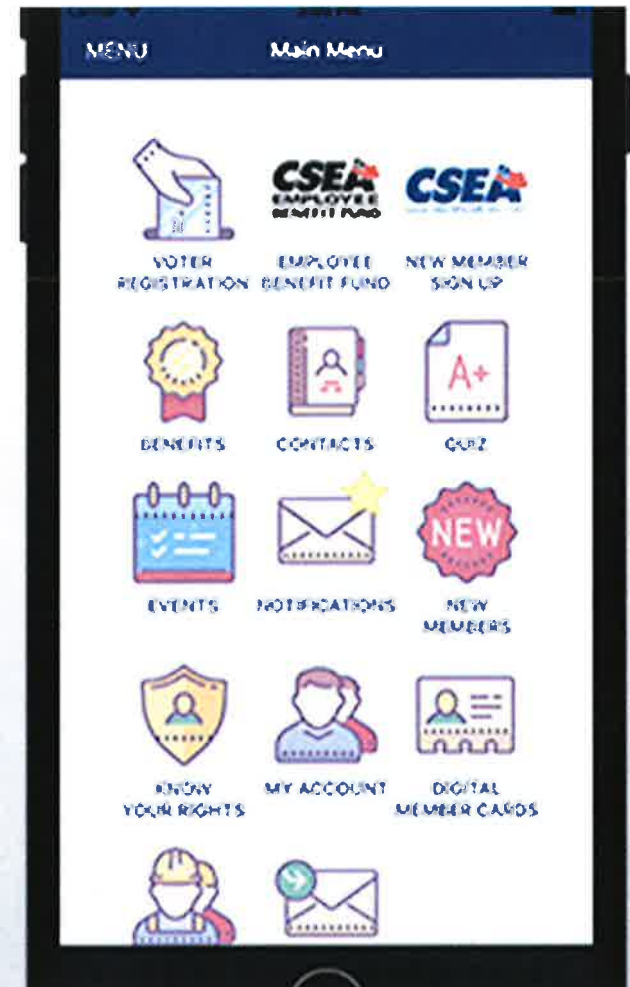 MENU Main Menu
CSEA
EMPLOYEE
BENEFIT FUND
CSEA
VOTER
REGISTRATION
EMPLOYEE
BENEFIT FUND
NEW MEMBER
SIGN UP
A+
BENEFITS
CONTACTS
QUIZ
NEW
EVENTS
NOTIFICATIONS
NEW
MEMBERS
KNOW
YOUR RIGHTS
MY ACCOUNT
DIGITAL
MEMBER CARDS